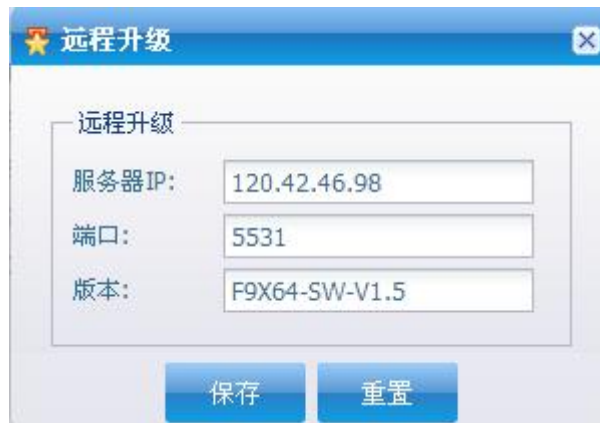 远程升级
远程升级
服务器IP: 120.42.46.98
端口: 5531
版本: F9X64-SW-V1.5
保存 重置